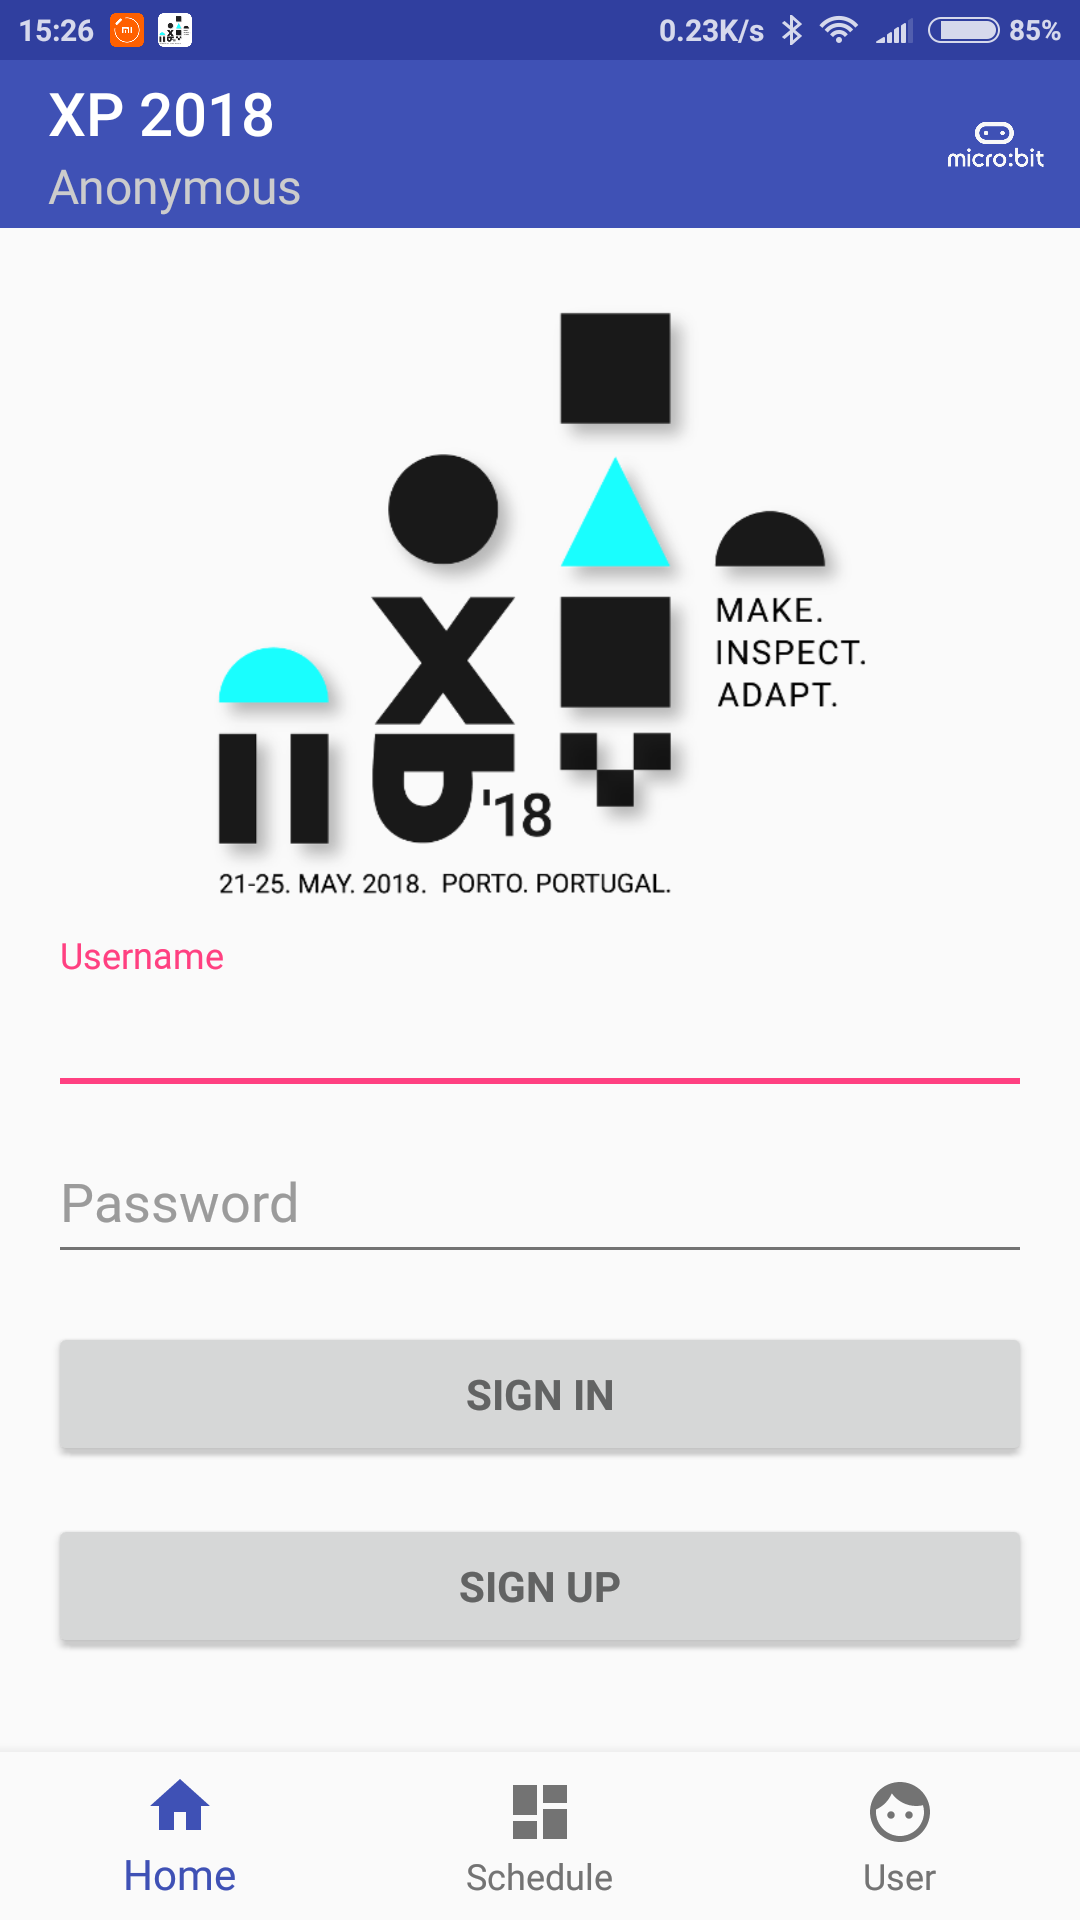 15:26 0.23K/s 85%
XP 2018
Anonymous
micro:bit
MAKE.
INSPECT.
ADAPT.
XP '18
21-25. MAY. 2018. PORTO. PORTUGAL.
Username
Password
SIGN IN
SIGN UP
Home Schedule User